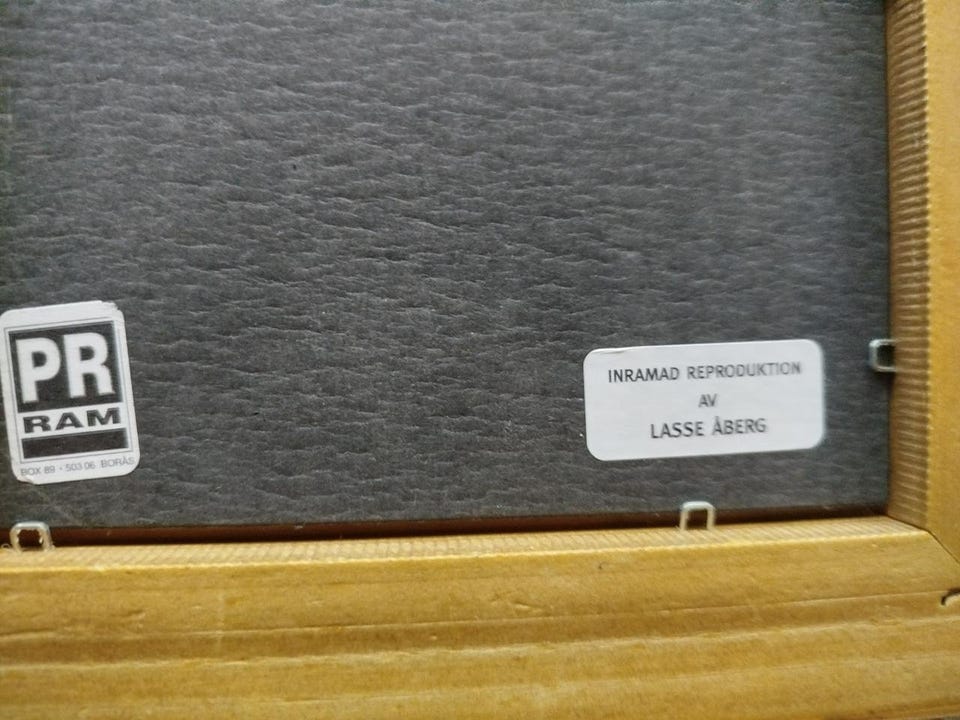 PR
RAM
BOX 89 • 503 06 BORÅS
INRAMAD REPRODUKTION
AV
LASSE ÅBERG